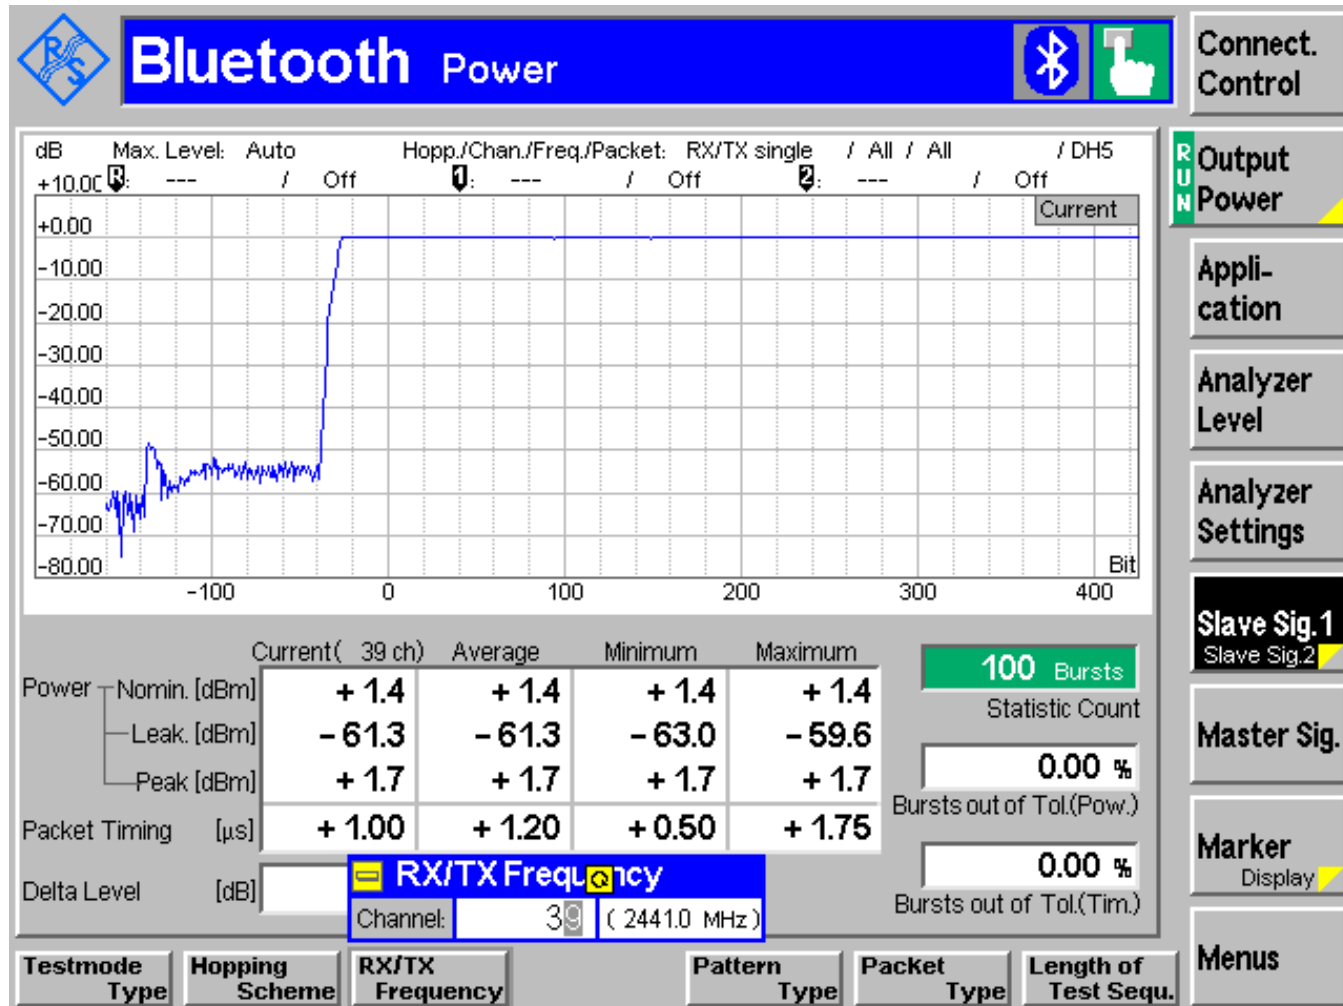 R S
Bluetooth Power
Connect. Control
dB Max. Level: Auto Hopp./Chan./Freq./Packet: RX/TX single / All / All / DH5
+10.00 R: --- / Off 1: --- / Off 2: --- / Off
Current
+0.00
-10.00
-20.00
-30.00
-40.00
-50.00
-60.00
-70.00
-80.00
Bit
-100 0 100 200 300 400
RUN Output Power
Appli-
cation
Analyzer
Level
Analyzer
Settings
Slave Sig.1
Slave Sig.2
Master Sig.
Marker
Display
Menus
Current( 39 ch) Average Minimum Maximum
Power Nomin. [dBm] + 1.4 + 1.4 + 1.4 + 1.4
Leak. [dBm] - 61.3 - 61.3 - 63.0 - 59.6
Peak [dBm] + 1.7 + 1.7 + 1.7 + 1.7
Packet Timing [µs] + 1.00 + 1.20 + 0.50 + 1.75
Delta Level [dB]
100 Bursts
Statistic Count
0.00 %
Bursts out of Tol.(Pow.)
0.00 %
Bursts out of Tol.(Tim.)
RX/TX Frequency
Channel: 39 ( 2441.0 MHz )
Testmode Type
Hopping Scheme
RX/TX Frequency
Pattern Type
Packet Type
Length of Test Sequ.